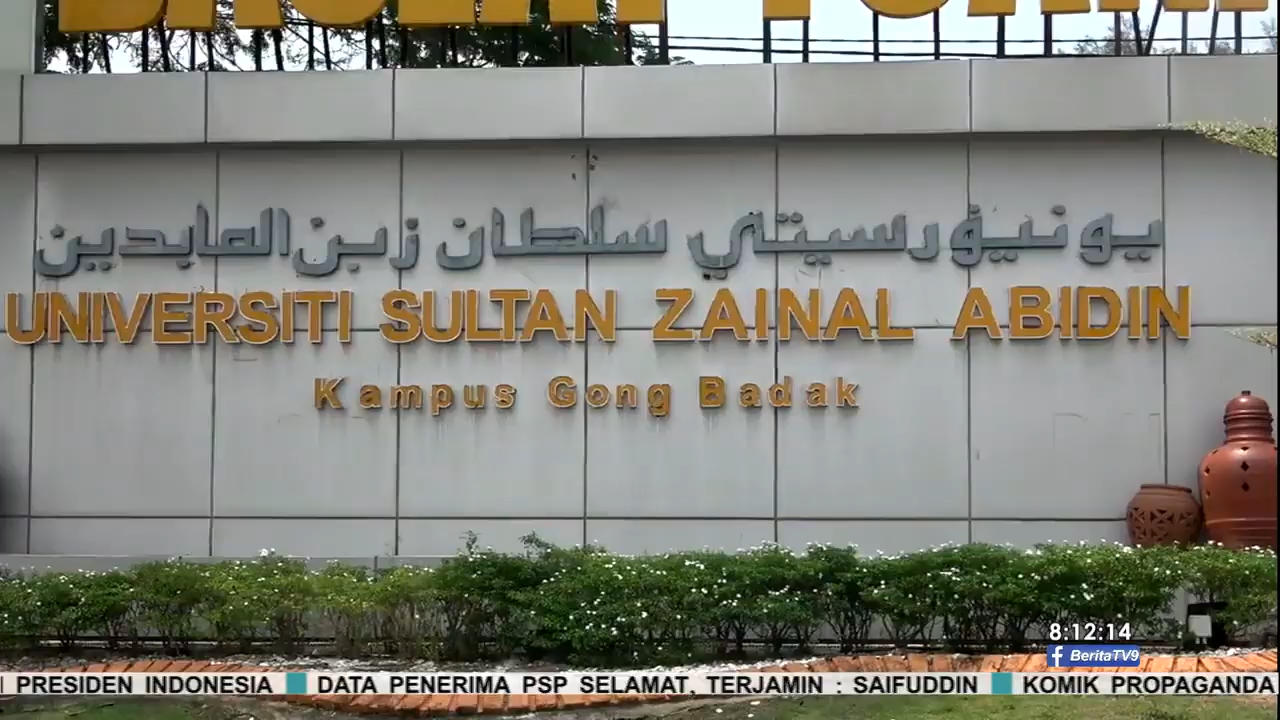 يونيۏرسيتي سلطان زين العابدين
UNIVERSITI SULTAN ZAINAL ABIDIN
Kampus Gong Badak
8:12:14
f BeritaTV9
PRESIDEN INDONESIA DATA PENERIMA PSP SELAMAT, TERJAMIN : SAIFUDDIN KOMIK PROPAGANDA